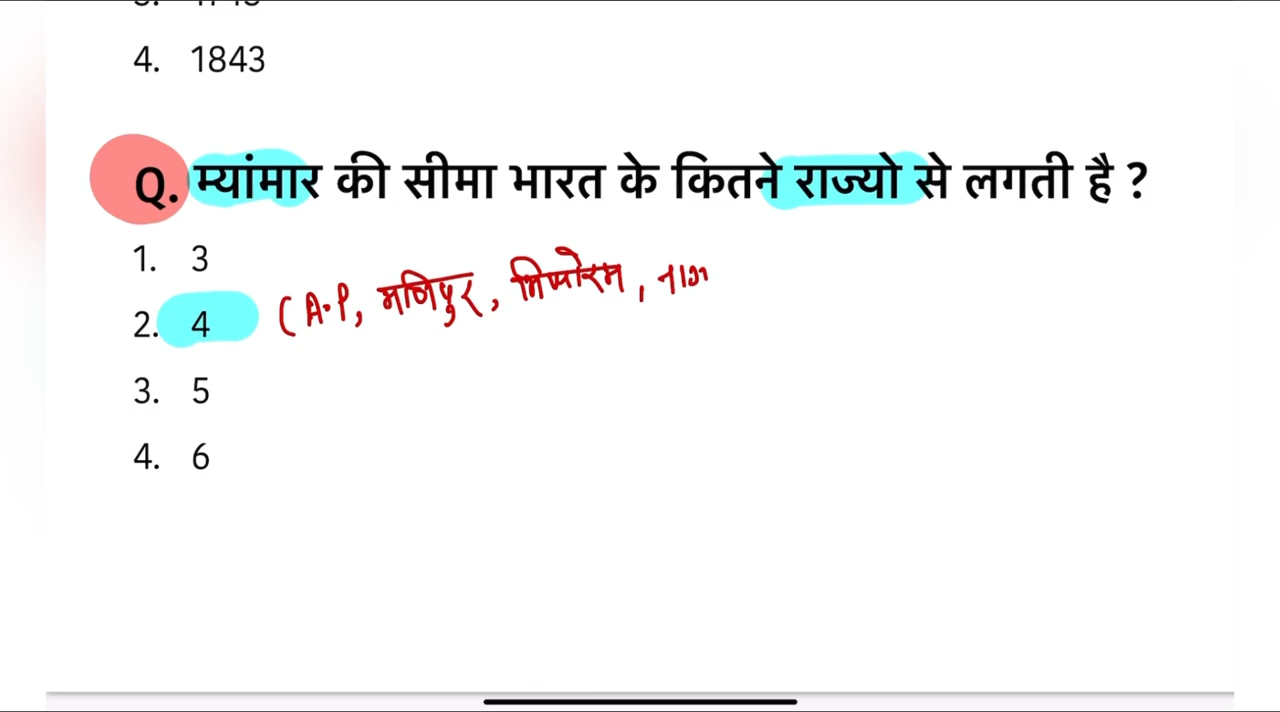 4. 1843
Q. म्यांमार की सीमा भारत के कितने राज्यो से लगती है ?
1. 3
2. 4 (A.P, मणिपुर, मिजोरम, नाग
3. 5
4. 6